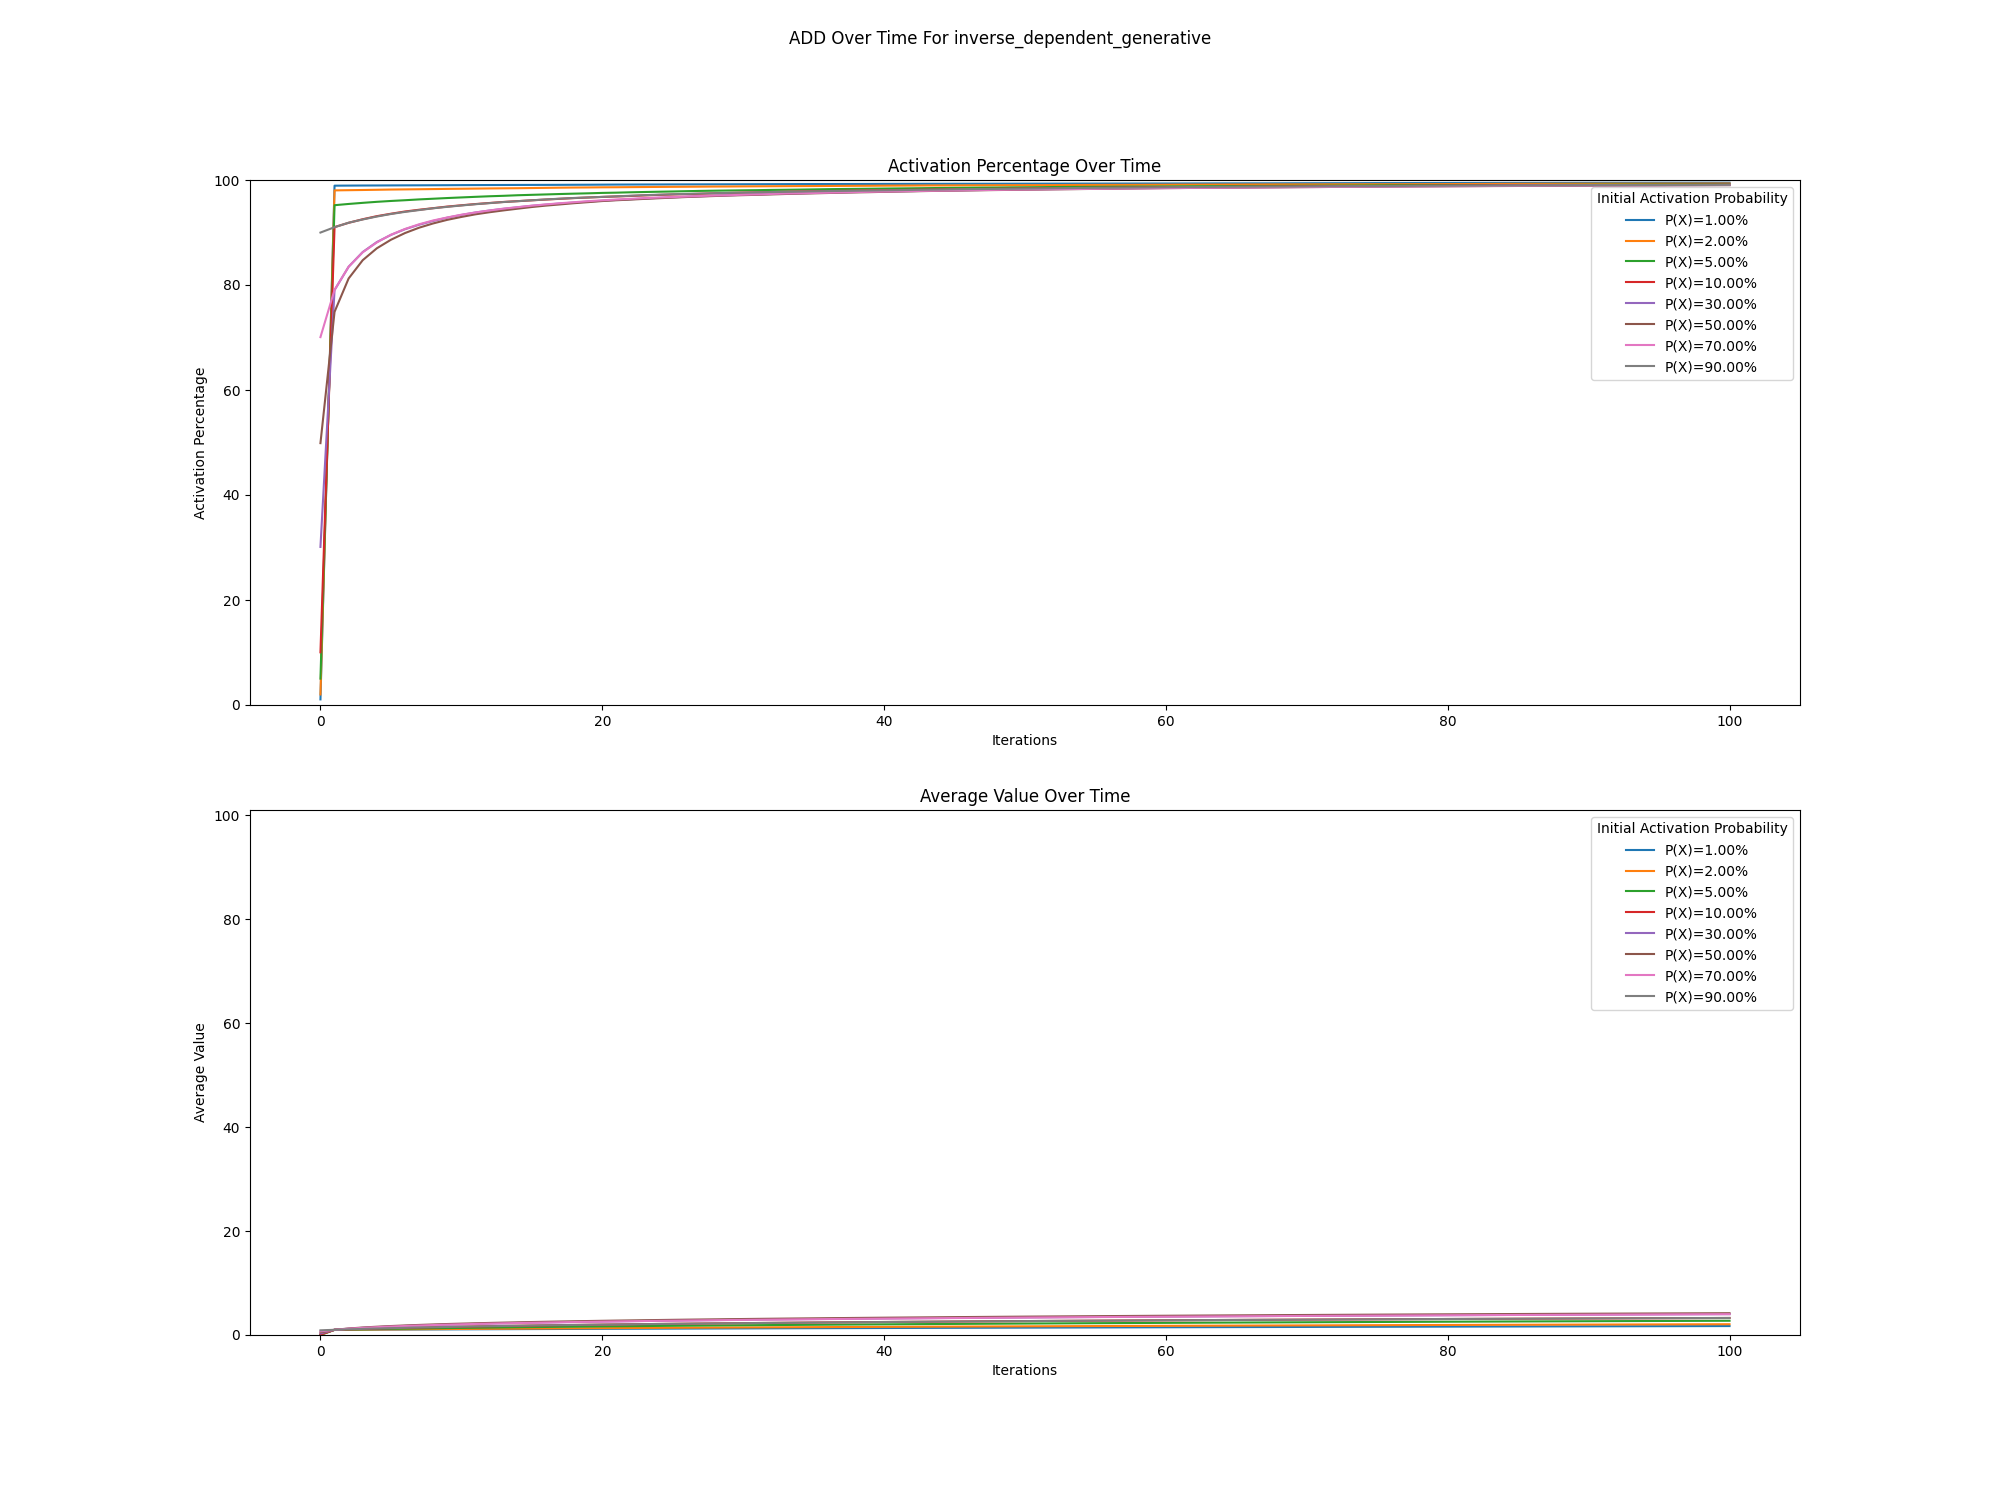 ADD Over Time For inverse_dependent_generative
Activation Percentage Over Time
Activation Percentage
100
80
60
40
20
0
Initial Activation Probability
P(X)=1.00%
P(X)=2.00%
P(X)=5.00%
P(X)=10.00%
P(X)=30.00%
P(X)=50.00%
P(X)=70.00%
P(X)=90.00%
0 20 40 60 80 100
Iterations
Average Value Over Time
Average Value
100
80
60
40
20
0
Initial Activation Probability
P(X)=1.00%
P(X)=2.00%
P(X)=5.00%
P(X)=10.00%
P(X)=30.00%
P(X)=50.00%
P(X)=70.00%
P(X)=90.00%
0 20 40 60 80 100
Iterations